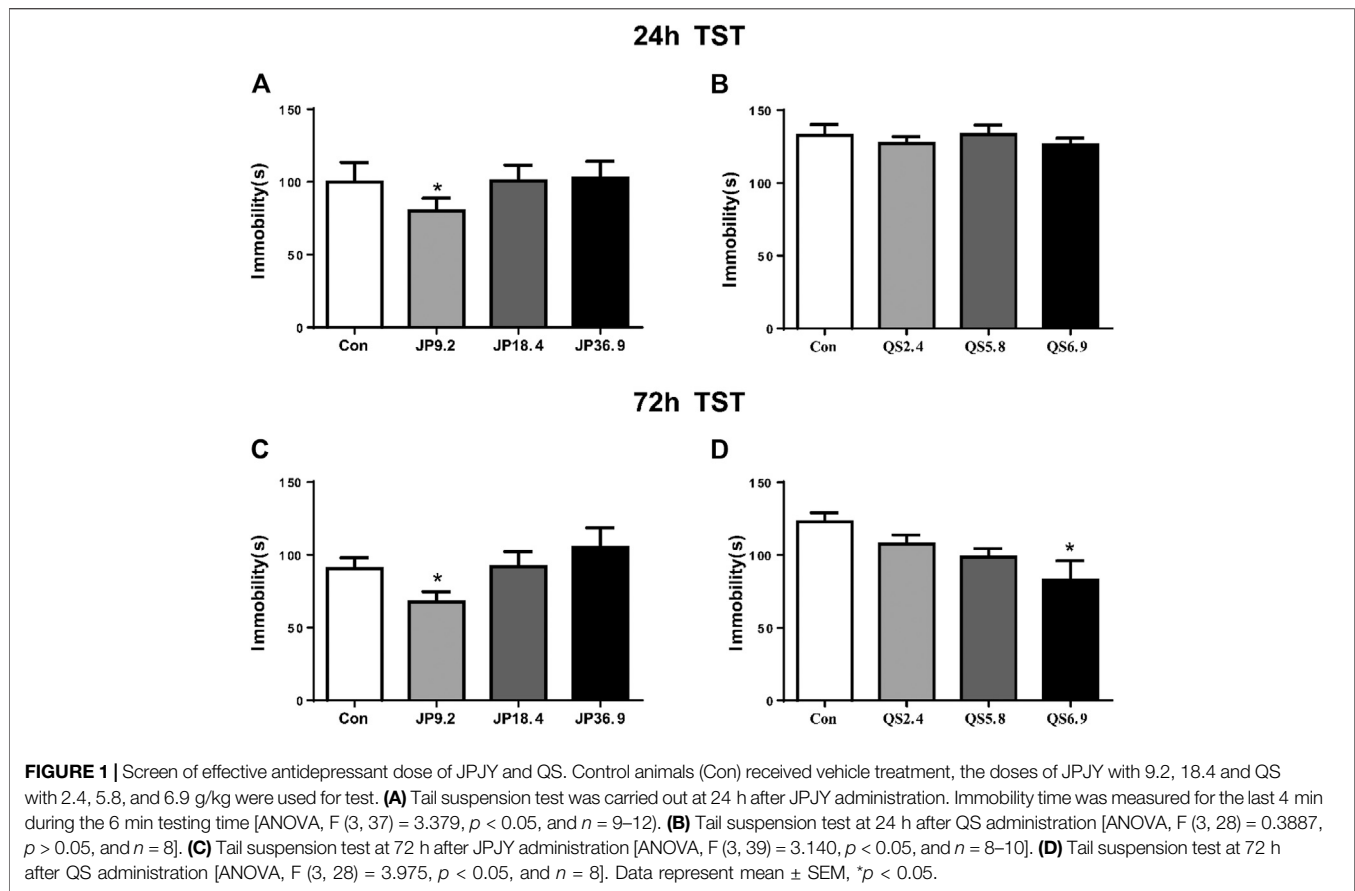 24h TST
A
B
Immobility(s)
150
100
50
0
*
Con JP9.2 JP18.4 JP36.9
Immobility(s)
150
100
50
0
Con QS2.4 QS5.8 QS6.9
72h TST
C
D
Immobility(s)
150
100
50
0
*
Con JP9.2 JP18.4 JP36.9
Immobility(s)
150
100
50
0
*
Con QS2.4 QS5.8 QS6.9
FIGURE 1 | Screen of effective antidepressant dose of JPJY and QS. Control animals (Con) received vehicle treatment, the doses of JPJY with 9.2, 18.4 and QS
with 2.4, 5.8, and 6.9 g/kg were used for test. (A) Tail suspension test was carried out at 24 h after JPJY administration. Immobility time was measured for the last 4 min
during the 6 min testing time [ANOVA, F (3, 37) = 3.379, p < 0.05, and n = 9–12). (B) Tail suspension test at 24 h after QS administration [ANOVA, F (3, 28) = 0.3887,
p > 0.05, and n = 8]. (C) Tail suspension test at 72 h after JPJY administration [ANOVA, F (3, 39) = 3.140, p < 0.05, and n = 8–10]. (D) Tail suspension test at 72 h
after QS administration [ANOVA, F (3, 28) = 3.975, p < 0.05, and n = 8]. Data represent mean ± SEM, *p < 0.05.